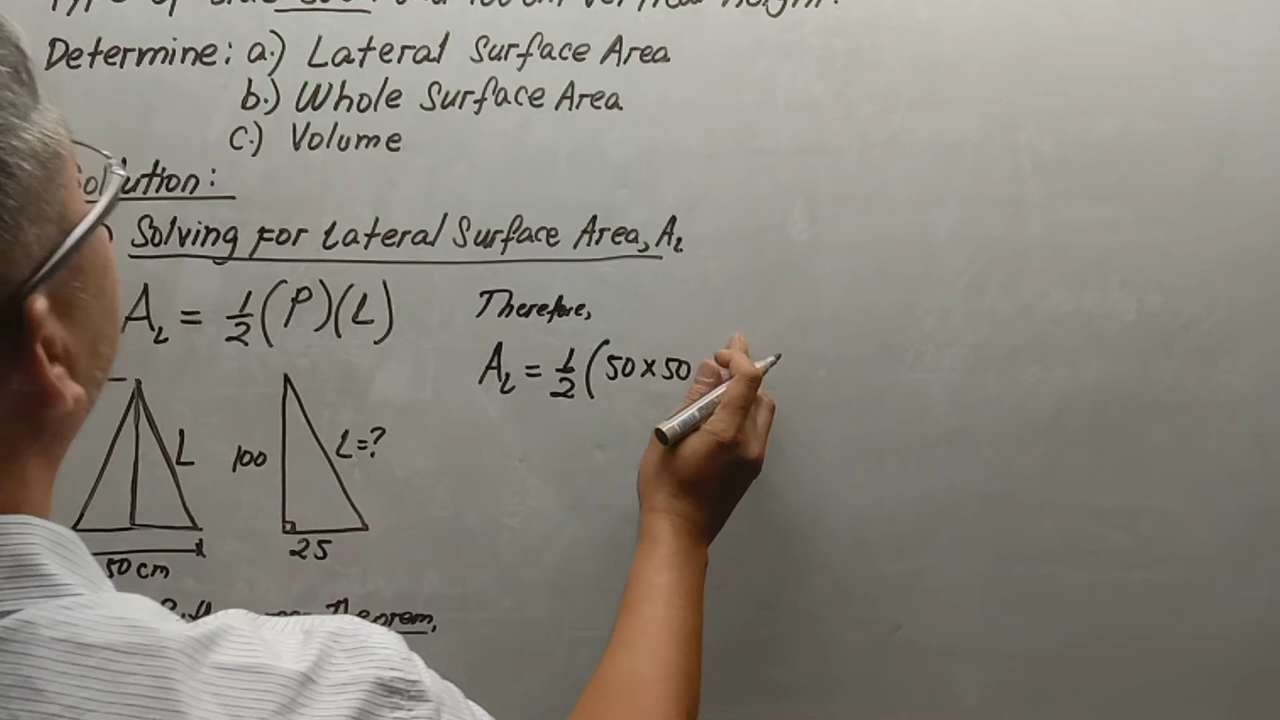 Determine: a.) Lateral Surface Area
b.) Whole Surface Area
c.) Volume
Solution:
Solving for Lateral Surface Area, A_L
A_L = 1/2 (P)(L)
Therefore,
A_L = 1/2 (50 x 50
L
100
L=?
25
50 cm
Theorem,